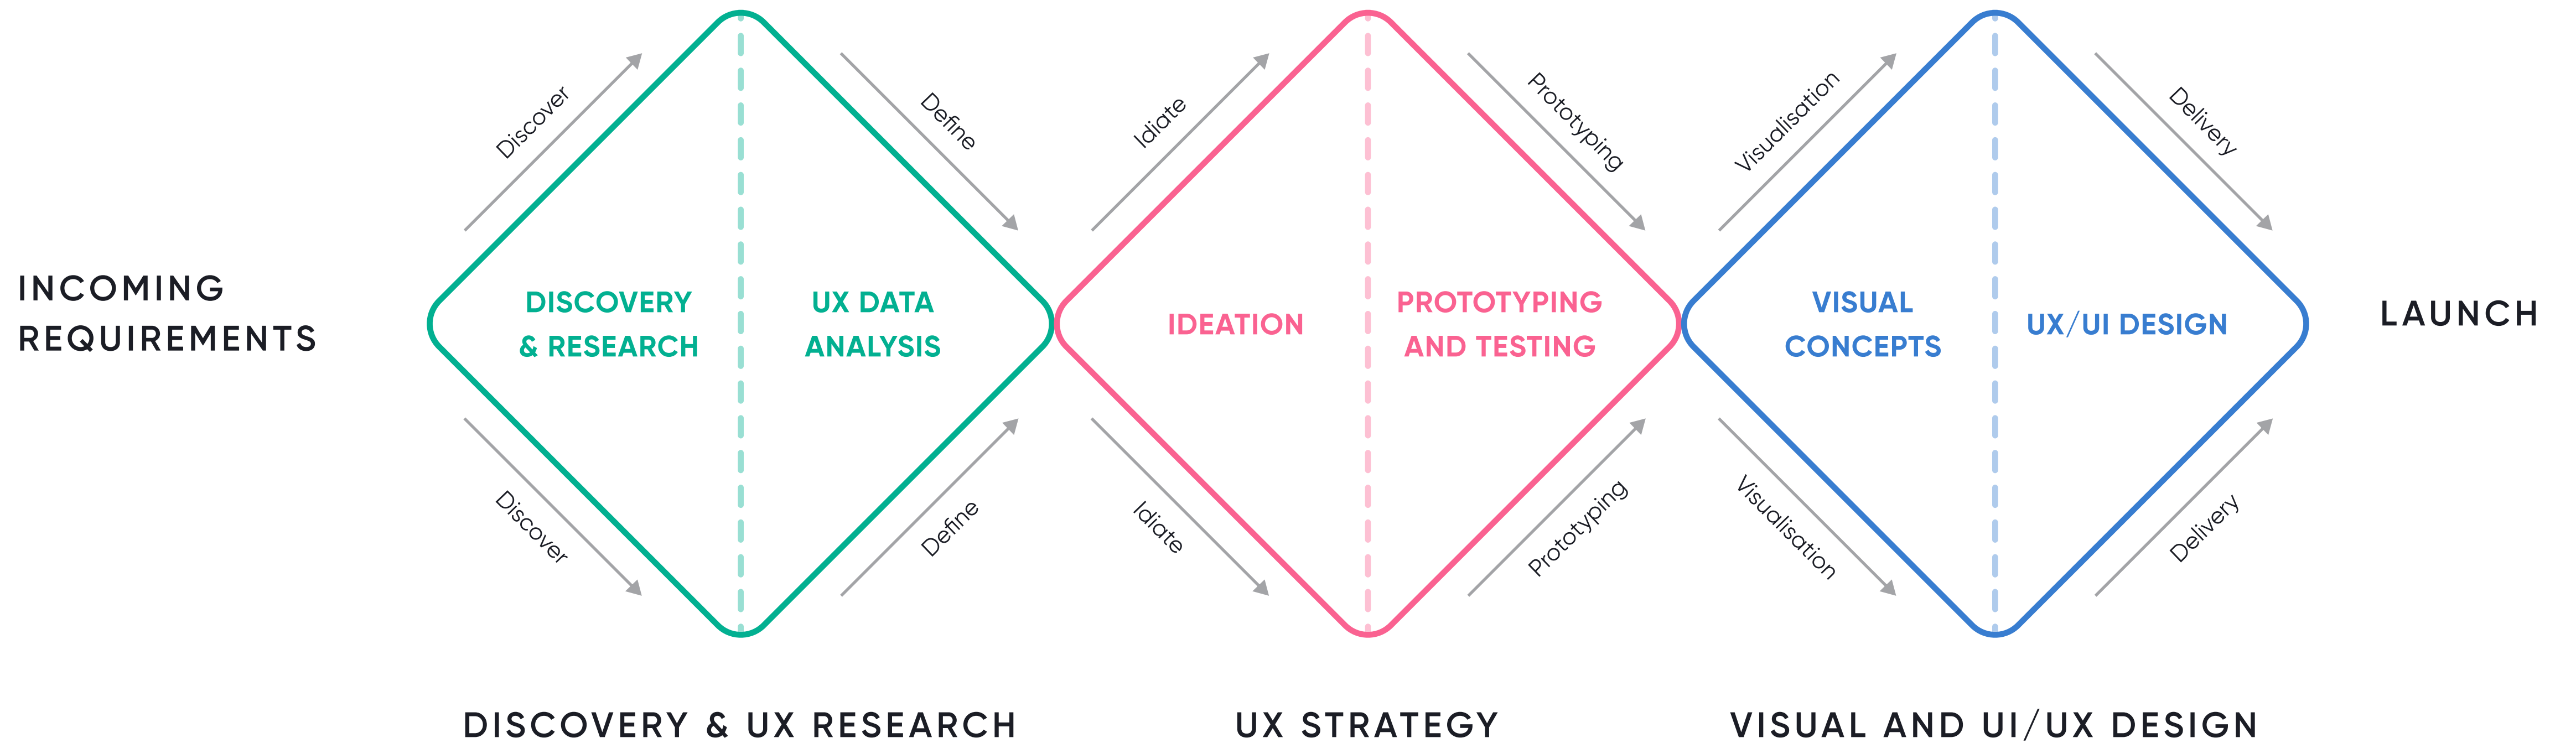 Discover
Define
Idiate
Prototyping
Visualisation
Delivery
INCOMING
REQUIREMENTS
DISCOVERY
& RESEARCH
UX DATA
ANALYSIS
IDEATION
PROTOTYPING
AND TESTING
VISUAL
CONCEPTS
UX/UI DESIGN
LAUNCH
Discover
Define
Idiate
Prototyping
Visualisation
Delivery
DISCOVERY & UX RESEARCH
UX STRATEGY
VISUAL AND UI/UX DESIGN